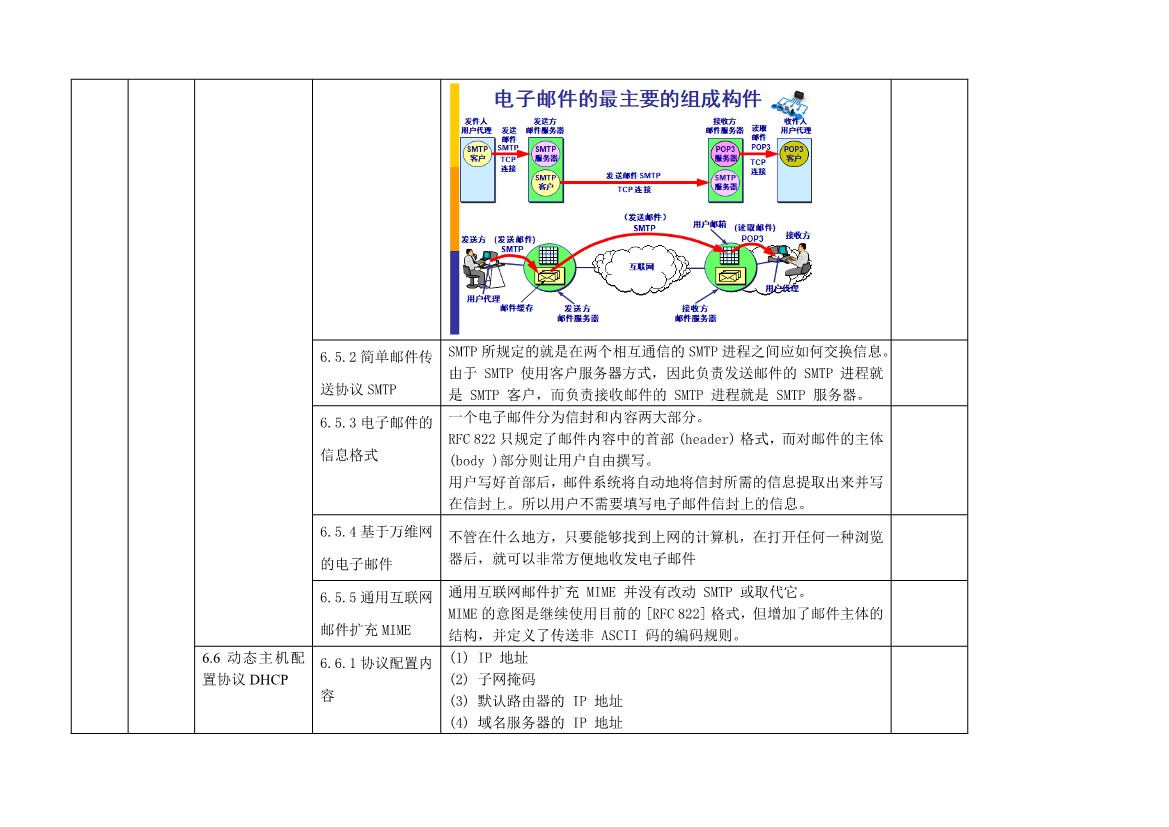 电子邮件的最主要的组成构件
发件人
用户代理
发送
邮件
SMTP
TCP
连接
发送方
邮件服务器
SMTP
客户
SMTP
服务器
SMTP
客户
发送邮件 SMTP
TCP 连接
接收方
邮件服务器
POP3
服务器
SMTP
服务器
读取
邮件
POP3
TCP
连接
收件人
用户代理
POP3
客户
发送方
(发送邮件)
SMTP
(发送邮件)
SMTP
用户邮箱
(读取邮件)
POP3
接收方
互联网
用户代理
邮件缓存
发送方
邮件服务器
接收方
邮件服务器
用户代理
6.5.2 简单邮件传
送协议 SMTP
SMTP 所规定的就是在两个相互通信的 SMTP 进程之间应如何交换信息。
由于 SMTP 使用客户服务器方式，因此负责发送邮件的 SMTP 进程就
是 SMTP 客户，而负责接收邮件的 SMTP 进程就是 SMTP 服务器。
6.5.3 电子邮件的
信息格式
一个电子邮件分为信封和内容两大部分。
RFC 822 只规定了邮件内容中的首部 (header) 格式，而对邮件的主体
(body )部分则让用户自由撰写。
用户写好首部后，邮件系统将自动地将信封所需的信息提取出来并写
在信封上。所以用户不需要填写电子邮件信封上的信息。
6.5.4 基于万维网
的电子邮件
不管在什么地方，只要能够找到上网的计算机，在打开任何一种浏览
器后，就可以非常方便地收发电子邮件
6.5.5 通用互联网
邮件扩充 MIME
通用互联网邮件扩充 MIME 并没有改动 SMTP 或取代它。
MIME 的意图是继续使用目前的 [RFC 822] 格式，但增加了邮件主体的
结构，并定义了传送非 ASCII 码的编码规则。
6.6 动态主机配
置协议 DHCP
6.6.1 协议配置内
容
(1) IP 地址
(2) 子网掩码
(3) 默认路由器的 IP 地址
(4) 域名服务器的 IP 地址